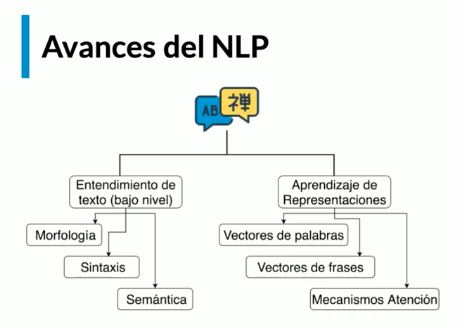 Avances del NLP
AB 禅
Entendimiento de
texto (bajo nivel)
Aprendizaje de
Representaciones
Morfología
Vectores de palabras
Sintaxis
Vectores de frases
Semántica
Mecanismos Atención